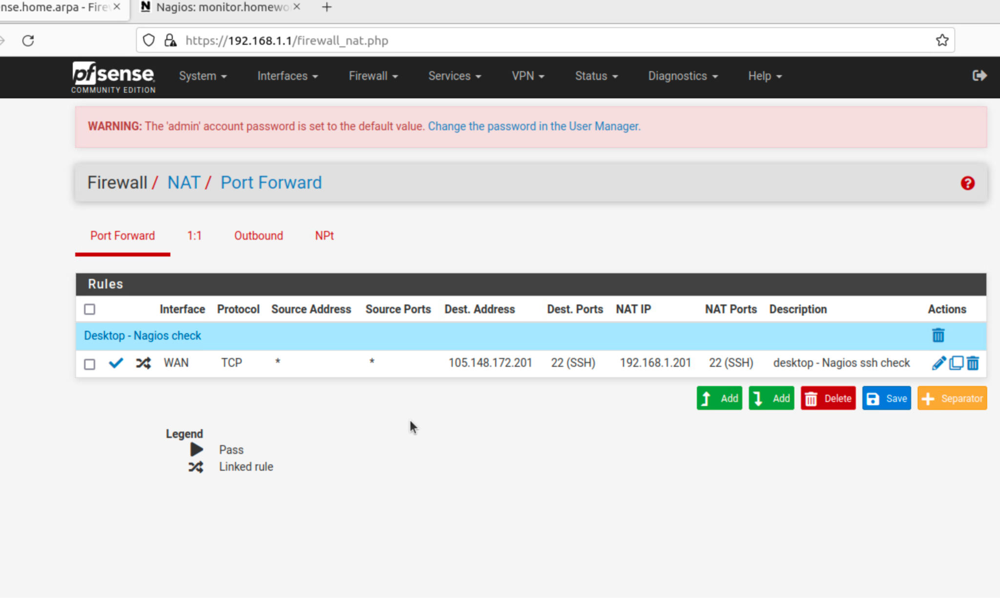 nse.home.arpa - Fire
Nagios: monitor.homewo
https://192.168.1.1/firewall_nat.php
pfsense
COMMUNITY EDITION
System Interfaces Firewall Services VPN Status Diagnostics Help
WARNING: The 'admin' account password is set to the default value. Change the password in the User Manager.
Firewall / NAT / Port Forward
Port Forward 1:1 Outbound NPt
Rules
Interface Protocol Source Address Source Ports Dest. Address Dest. Ports NAT IP NAT Ports Description Actions
Desktop - Nagios check
WAN TCP * * 105.148.172.201 22 (SSH) 192.168.1.201 22 (SSH) desktop - Nagios ssh check
Add Add Delete Save Separator
Legend
Pass
Linked rule